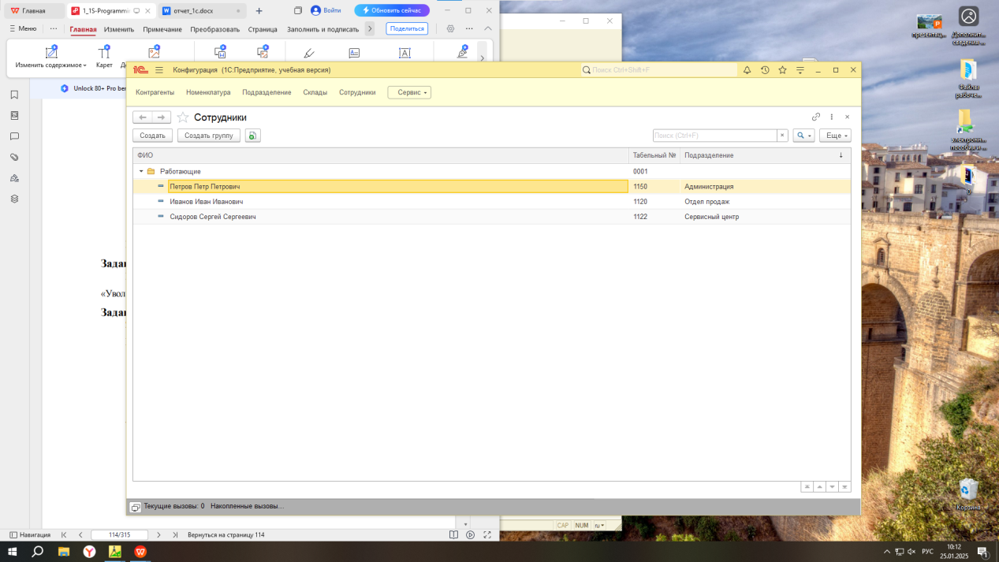 Главная
1_1S-Programmi
отчет_1с.docx
Войти
Обновить сейчас
Меню
Главная
Изменить
Примечание
Преобразовать
Страница
Заполнить и подписать
Поделиться
Изменить содержимое
Карет
Unlock 80+ Pro ben
Конфигурация (1С:Предприятие, учебная версия)
Поиск Ctrl+Shift+F
Контрагенты
Номенклатура
Подразделение
Склады
Сотрудники
Сервис
Сотрудники
Создать
Создать группу
Поиск (Ctrl+F)
Еще
ФИО Табельный № Подразделение
Работающие 0001
Петров Петр Петрович 1150 Администрация
Иванов Иван Иванович 1120 Отдел продаж
Сидоров Сергей Сергеевич 1122 Сервисный центр
Задан
«Увол
Задан
Текущие вызовы: 0 Накопленные вызовы...
CAP NUM ru
Навигация
114/315
Вернуться на страницу 114
презентац...
Дополнит...
сведения ...
Файлы
рабоче...
электронн...
пособия и ...
0
Корзина
РУС
10:12
25.01.2025
1